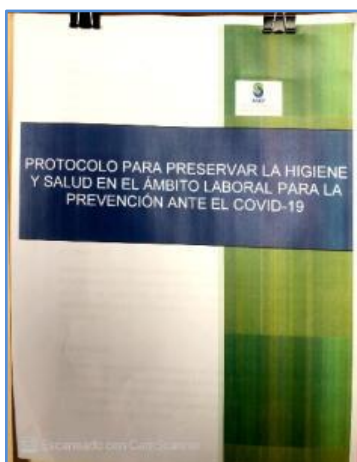 PROTOCOLO PARA PRESERVAR LA HIGIENE
Y SALUD EN EL ÁMBITO LABORAL PARA LA
PREVENCIÓN ANTE EL COVID-19
Escaneado con CamScanner